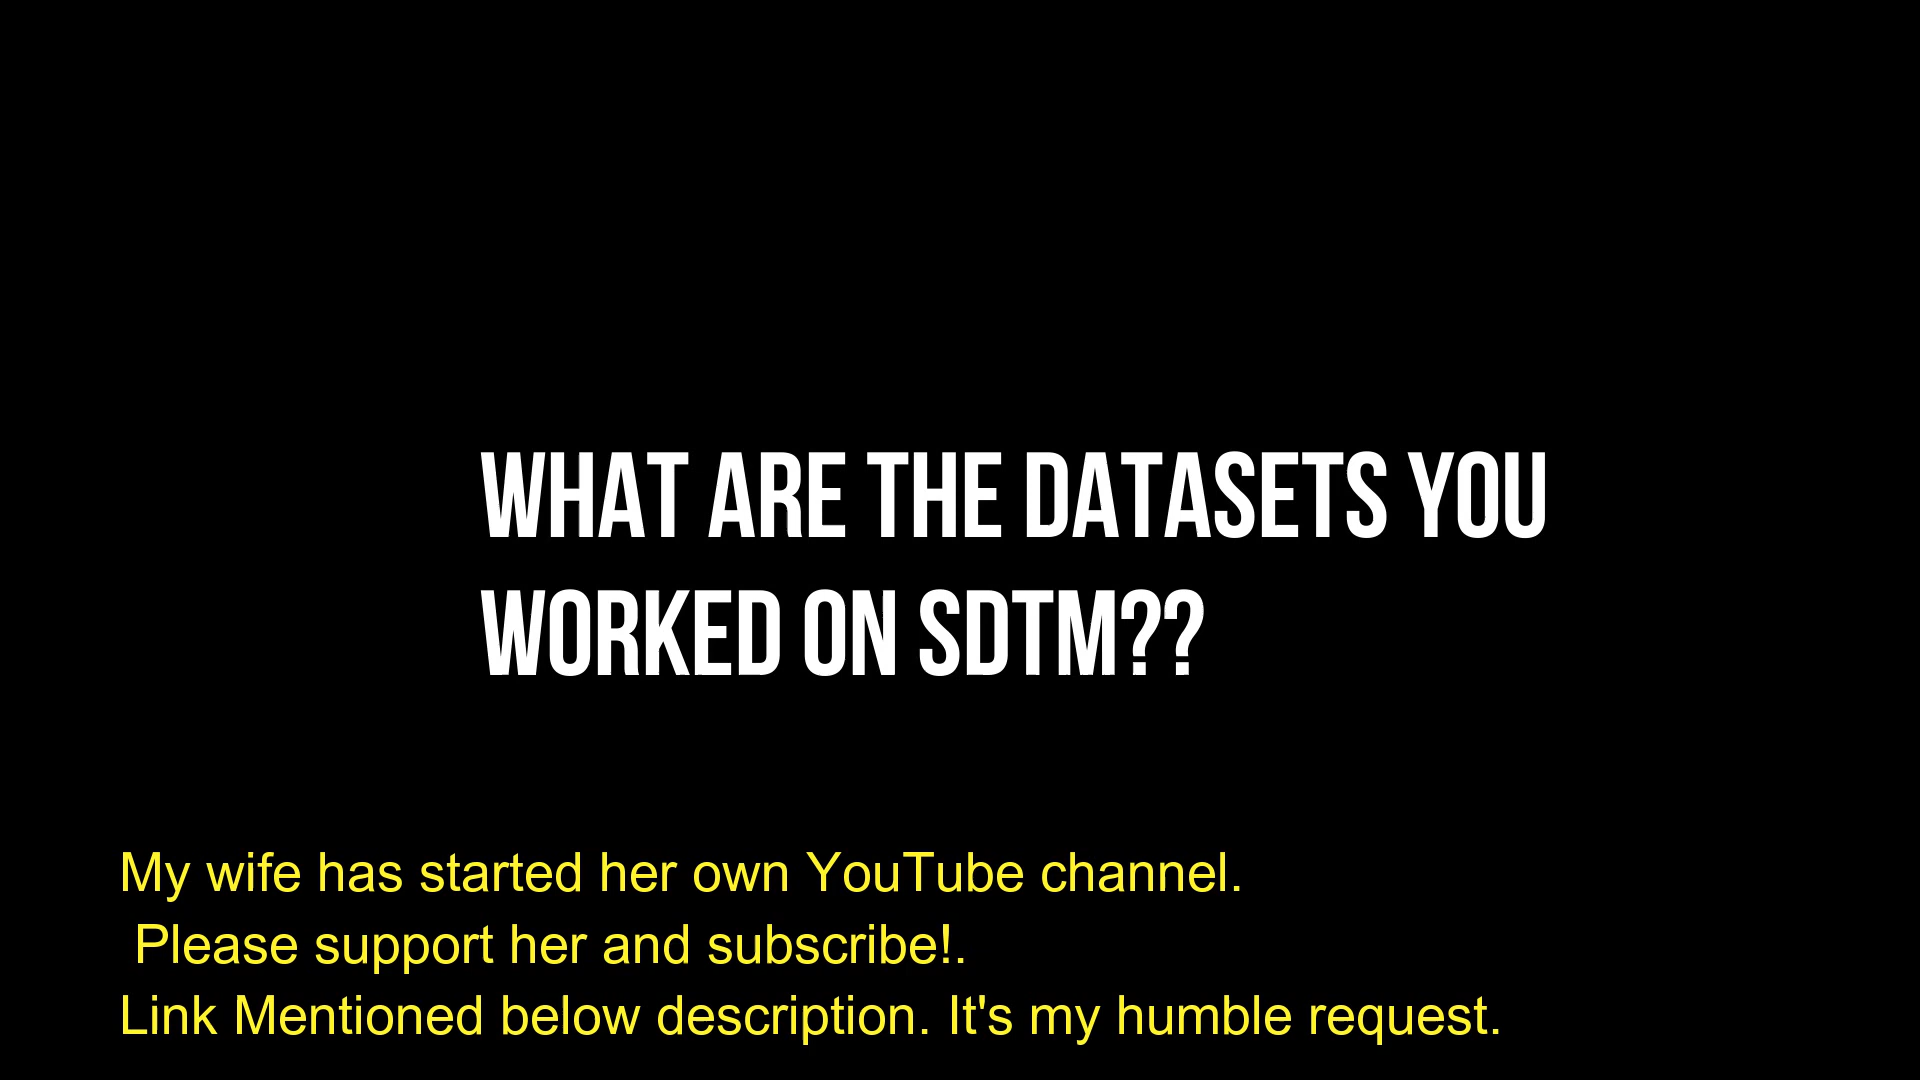 WHAT ARE THE DATASETS YOU
WORKED ON SDTM??
My wife has started her own YouTube channel.
Please support her and subscribe!.
Link Mentioned below description. It's my humble request.